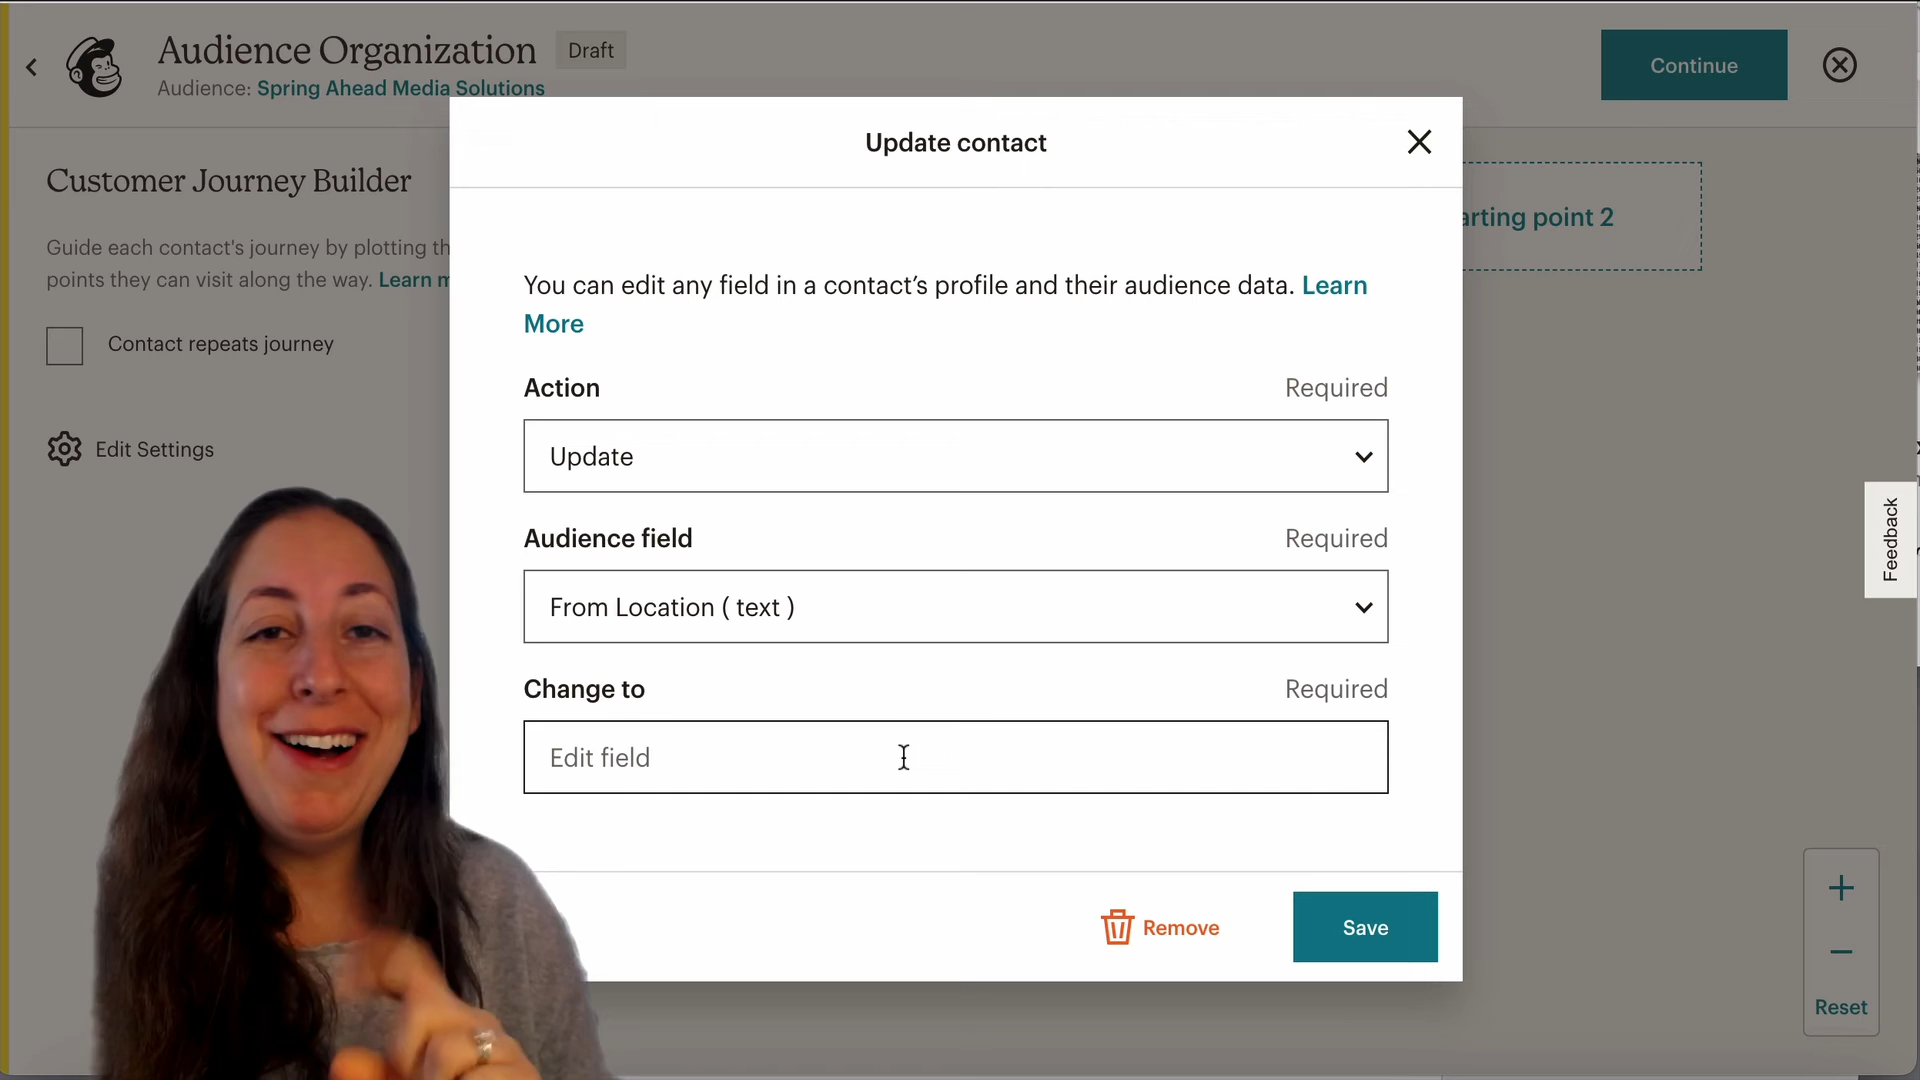 Audience Organization
Draft
Audience: Spring Ahead Media Solutions
Continue
Customer Journey Builder
Guide each contact's journey by plotting th
points they can visit along the way. Learn m
Contact repeats journey
Edit Settings
Update contact
You can edit any field in a contact’s profile and their audience data. Learn
More
Action Required
Update
Audience field Required
From Location ( text )
Change to Required
Edit field
Remove
Save
arting point 2
Feedback
Reset